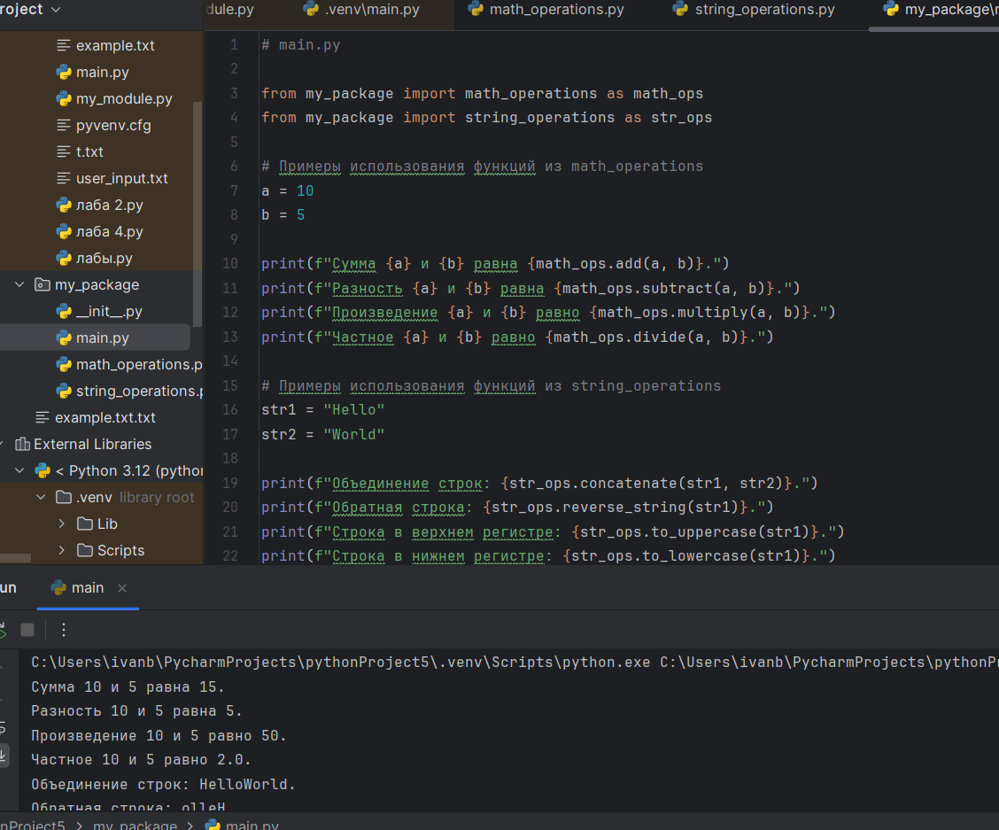 roject
dule.py
.venv\main.py
math_operations.py
string_operations.py
my_package\
example.txt
main.py
my_module.py
pyvenv.cfg
t.txt
user_input.txt
лаба 2.py
лаба 4.py
лабы.py
my_package
__init__.py
main.py
math_operations.p
string_operations.
example.txt.txt
External Libraries
< Python 3.12 (pythor
.venv library root
Lib
Scripts
1 # main.py
2
3 from my_package import math_operations as math_ops
4 from my_package import string_operations as str_ops
5
6 # Примеры использования функций из math_operations
7 a = 10
8 b = 5
9
10 print(f"Сумма {a} и {b} равна {math_ops.add(a, b)}.")
11 print(f"Разность {a} и {b} равна {math_ops.subtract(a, b)}.")
12 print(f"Произведение {a} и {b} равно {math_ops.multiply(a, b)}.")
13 print(f"Частное {a} и {b} равно {math_ops.divide(a, b)}.")
14
15 # Примеры использования функций из string_operations
16 str1 = "Hello"
17 str2 = "World"
18
19 print(f"Объединение строк: {str_ops.concatenate(str1, str2)}.")
20 print(f"Обратная строка: {str_ops.reverse_string(str1)}.")
21 print(f"Строка в верхнем регистре: {str_ops.to_uppercase(str1)}.")
22 print(f"Строка в нижнем регистре: {str_ops.to_lowercase(str1)}.")
un
main
C:\Users\ivanb\PycharmProjects\pythonProject5\.venv\Scripts\python.exe C:\Users\ivanb\PycharmProjects\pythonPr
Сумма 10 и 5 равна 15.
Разность 10 и 5 равна 5.
Произведение 10 и 5 равно 50.
Частное 10 и 5 равно 2.0.
Объединение строк: HelloWorld.
Обратная строка: olleH
nProject5 > my_package > main.py